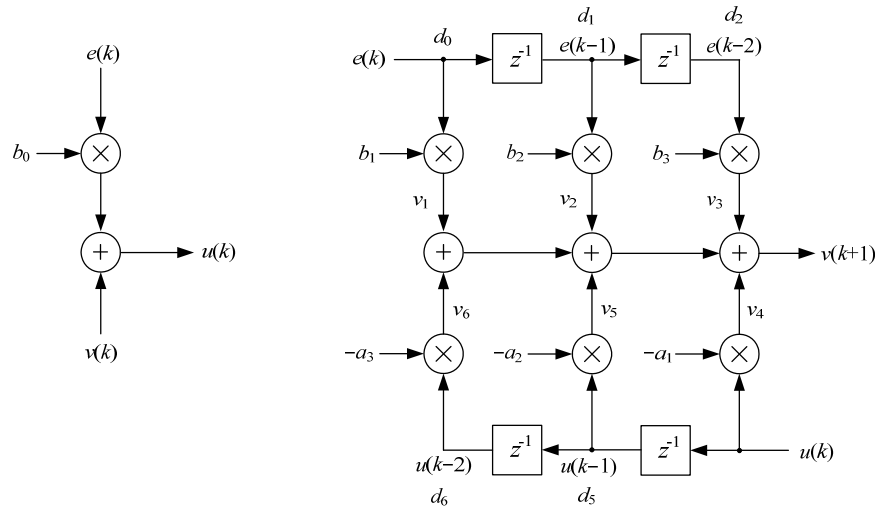 e(k)
b₀
×
+
u(k)
v(k)
d₀ d₁ d₂
e(k) z⁻¹ e(k−1) z⁻¹ e(k−2)
b₁ × b₂ × b₃ ×
v₁ v₂ v₃
+ + + v(k+1)
v₆ v₅ v₄
−a₃ × −a₂ × −a₁ ×
z⁻¹ z⁻¹ u(k)
u(k−2) u(k−1)
d₆ d₅